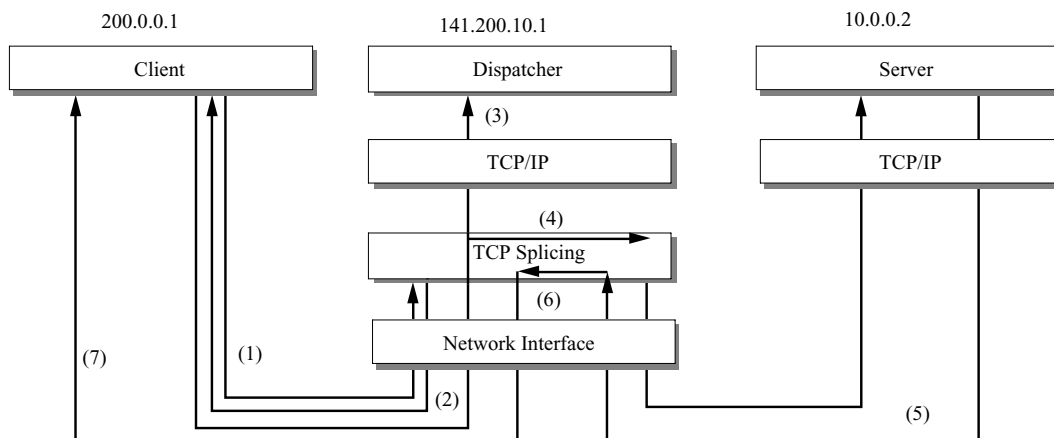 200.0.0.1
141.200.10.1
10.0.0.2
Client
Dispatcher
Server
(3)
TCP/IP
TCP/IP
(4)
TCP Splicing
(6)
Network Interface
(7)
(1)
(2)
(5)